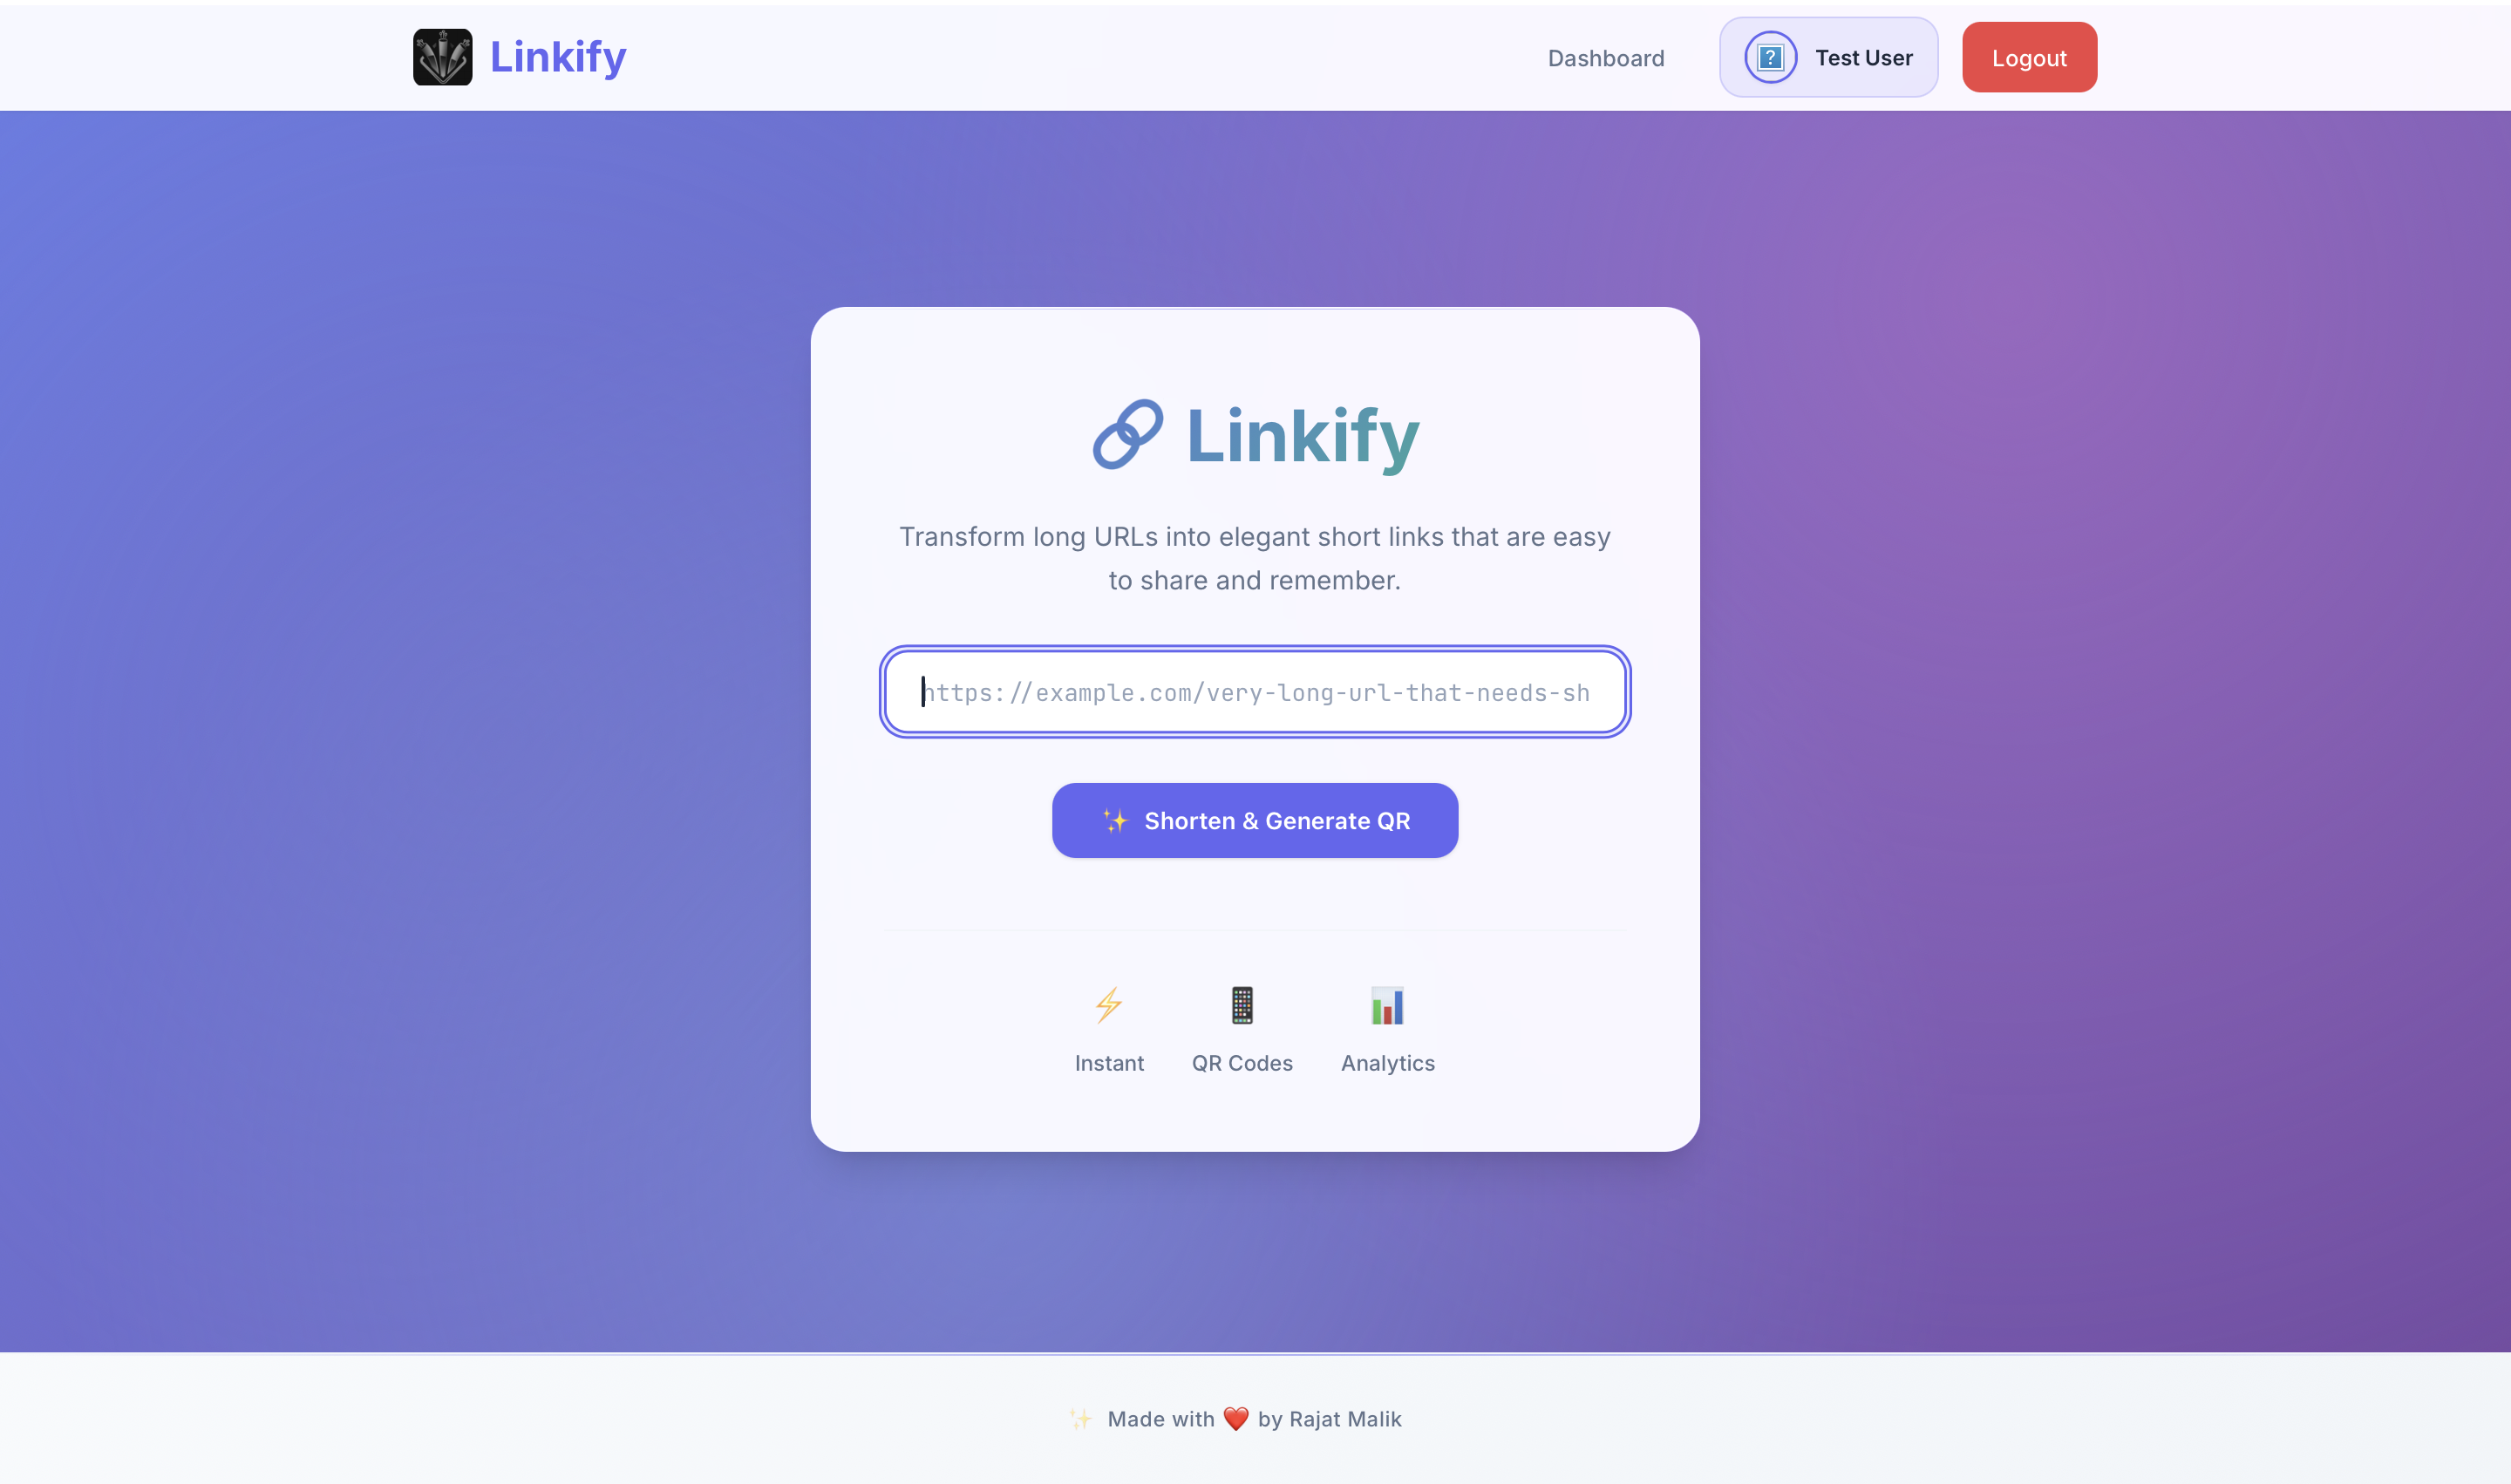 Linkify
Dashboard
Test User
Logout
🔗 Linkify
Transform long URLs into elegant short links that are easy
to share and remember.
https://example.com/very-long-url-that-needs-sh
✨ Shorten & Generate QR
⚡ 📱 📊
Instant QR Codes Analytics
✨ Made with ❤️ by Rajat Malik